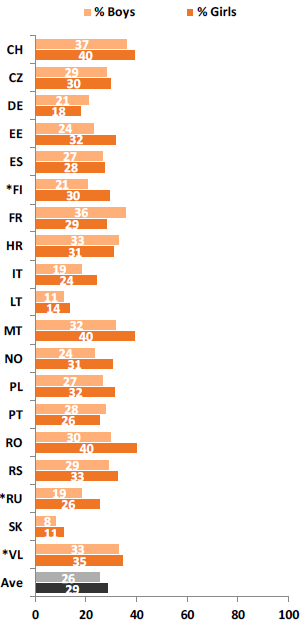 % Boys % Girls
CH 37
40
CZ 29
30
DE 21
18
EE 24
32
ES 27
28
*FI 21
30
FR 36
29
HR 33
31
IT 19
24
LT 11
14
MT 32
40
NO 24
31
PL 27
32
PT 28
26
RO 30
40
RS 29
33
*RU 19
26
SK 8
11
*VL 33
35
Ave 26
29
0 20 40 60 80 100